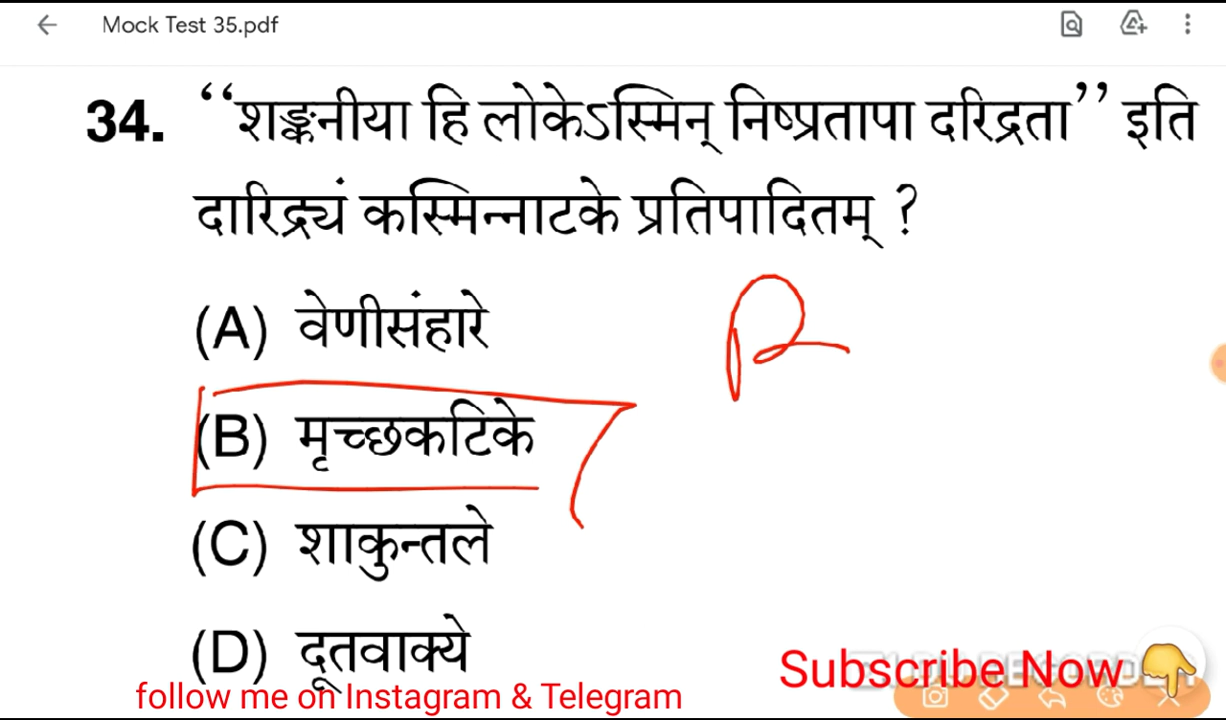 Mock Test 35.pdf
34. “शङ्कनीया हि लोकेऽस्मिन् निष्प्रतापा दरिद्रता” इति
दारिद्र्यं कस्मिन्नाटके प्रतिपादितम् ?
(A) वेणीसंहारे
(B) मृच्छकटिके
(C) शाकुन्तले
(D) दूतवाक्ये
Subscribe Now
follow me on Instagram & Telegram